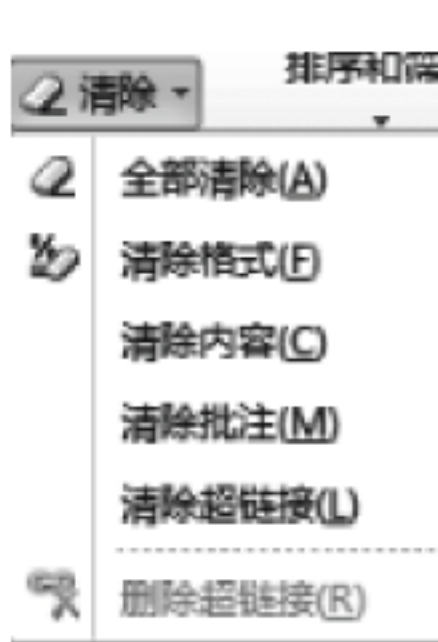 清除
排序和筛
全部清除(A)
清除格式(F)
清除内容(C)
清除批注(M)
清除超链接(L)
删除超链接(R)